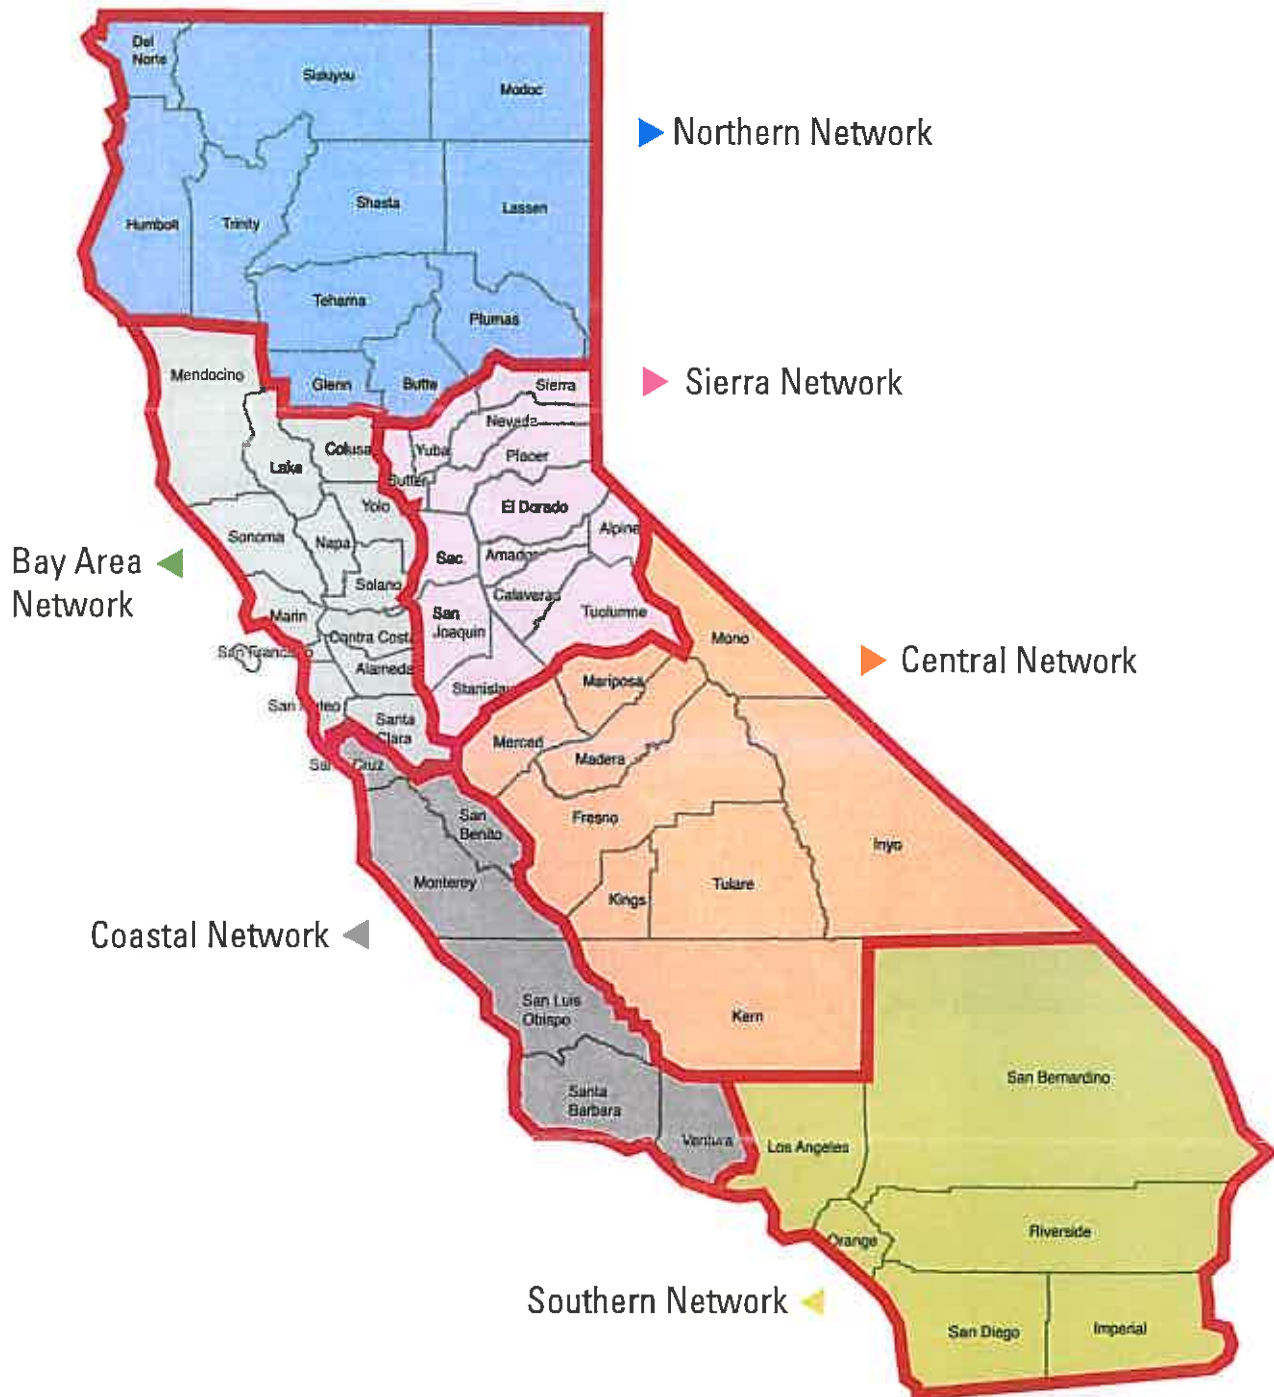 Del
Norte
Siskiyou
Modoc
Northern Network
Humbolt
Trinity
Shasta
Lassen
Tehama
Plumas
Glenn
Butte
Mendocino
Sierra
Sierra Network
Nevada
Yuba
Placer
Colusa
Lake
Sutter
El Dorado
Yolo
Alpine
Sonoma
Napa
Sac
Amador
Bay Area
Network
Solano
Calaveras
Tuolumne
Marin
San
Joaquin
Contra Costa
Mono
San Francisco
Alameda
Central Network
Stanislau
Mariposa
San Mateo
Santa
Clara
Merced
Madera
Cruz
San
Benito
Fresno
Inyo
Monterey
Kings
Tulare
Coastal Network
San Luis
Obispo
Kern
San Bernardino
Santa
Barbara
Ventura
Los Angeles
Orange
Riverside
Southern Network
San Diego
Imperial